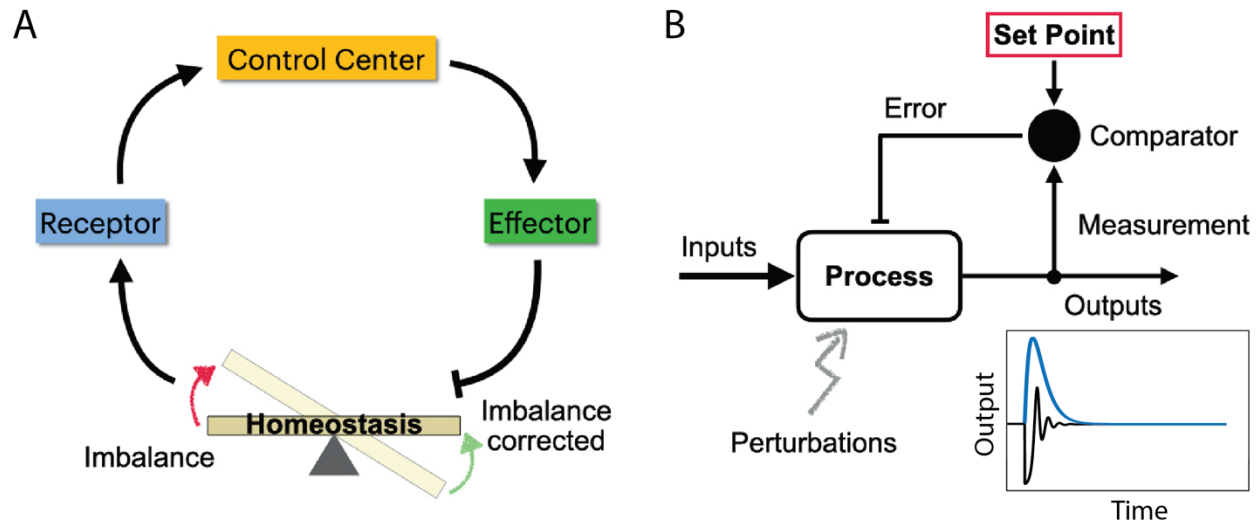 A
Control Center
Receptor
Effector
Homeostasis
Imbalance
Imbalance
corrected
B
Set Point
Error
Comparator
Measurement
Inputs
Process
Outputs
Perturbations
Output
Time